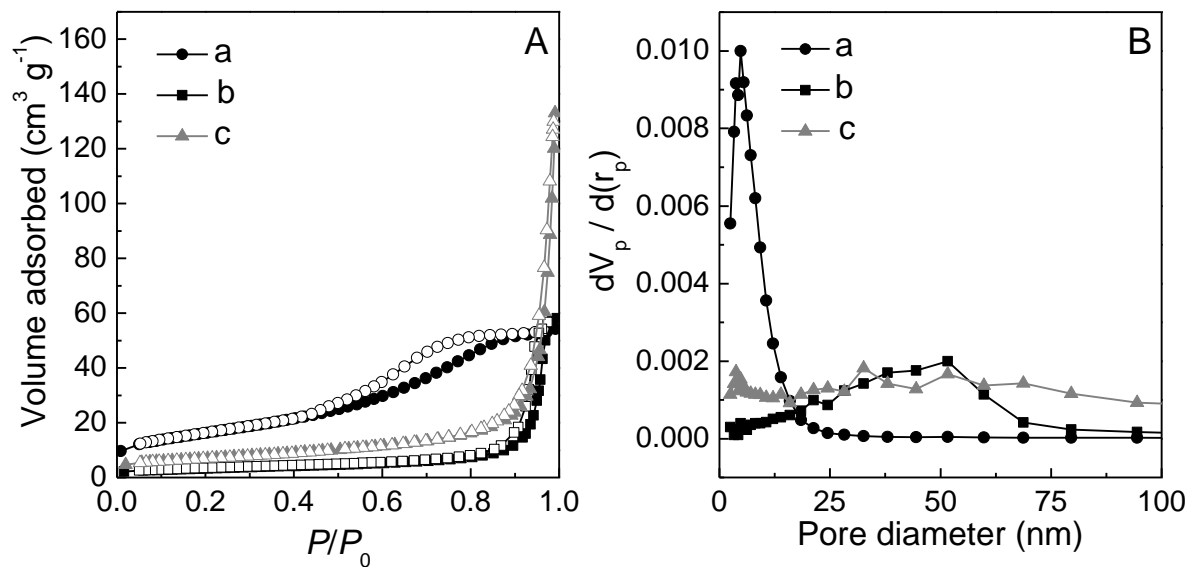 A
a
b
c
160
140
120
100
80
60
40
20
0
0.0 0.2 0.4 0.6 0.8 1.0
Volume adsorbed (cm³ g⁻¹)
P/P₀
B
a
b
c
0.010
0.008
0.006
0.004
0.002
0.000
0 25 50 75 100
dVₚ / d(rₚ)
Pore diameter (nm)